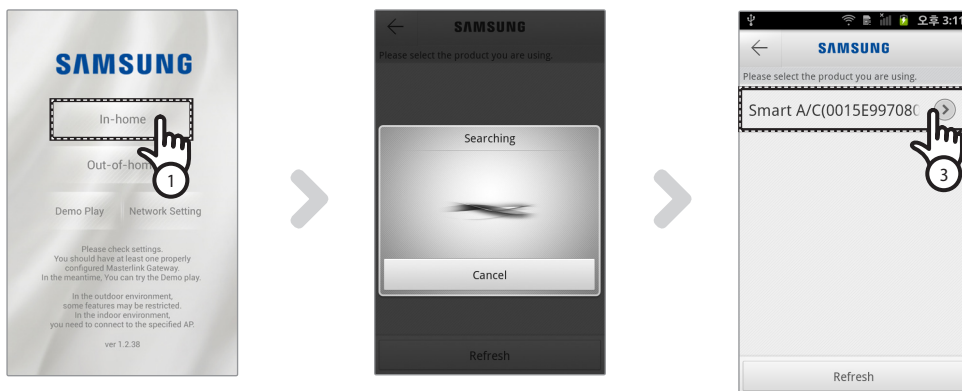 SAMSUNG
In-home
Out-of-hom
1
Demo Play
Network Setting
Please check settings.
You should have at least one properly
configured Masterlink Gateway.
In the meantime, You can try the Demo play.
In the outdoor environment,
some features may be restricted.
In the indoor environment,
you need to connect to the specified AP.
ver 1.2.38
SAMSUNG
Please select the product you are using.
Searching
Cancel
Refresh
오후 3:11
SAMSUNG
Please select the product you are using.
Smart A/C(0015E997080
3
Refresh